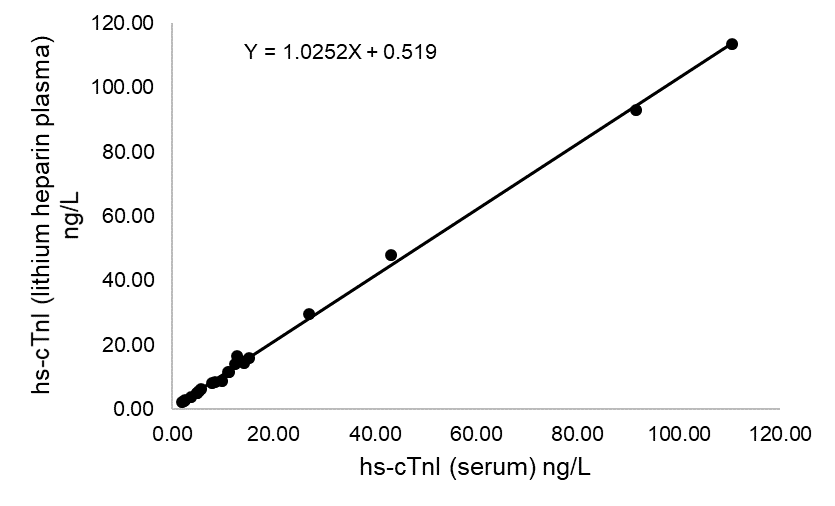 Y = 1.0252X + 0.519
hs-cTnI (lithium heparin plasma)
ng/L
120.00
100.00
80.00
60.00
40.00
20.00
0.00
0.00 20.00 40.00 60.00 80.00 100.00 120.00
hs-cTnI (serum) ng/L